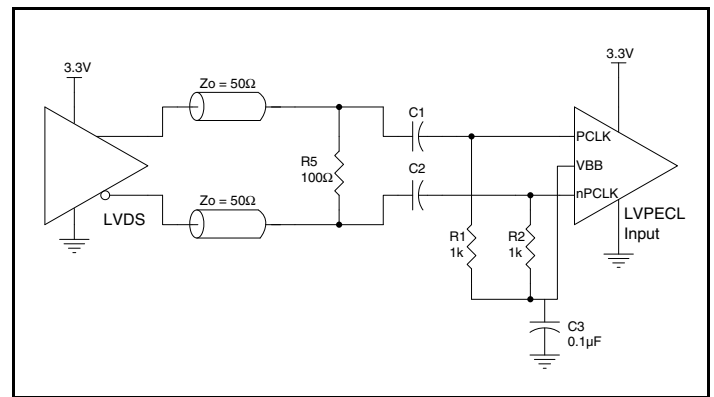 3.3V
Zo = 50Ω
3.3V
C1
PCLK
R5
100Ω
C2
VBB
Zo = 50Ω
nPCLK
LVDS
LVPECL
Input
R1
1k
R2
1k
C3
0.1µF